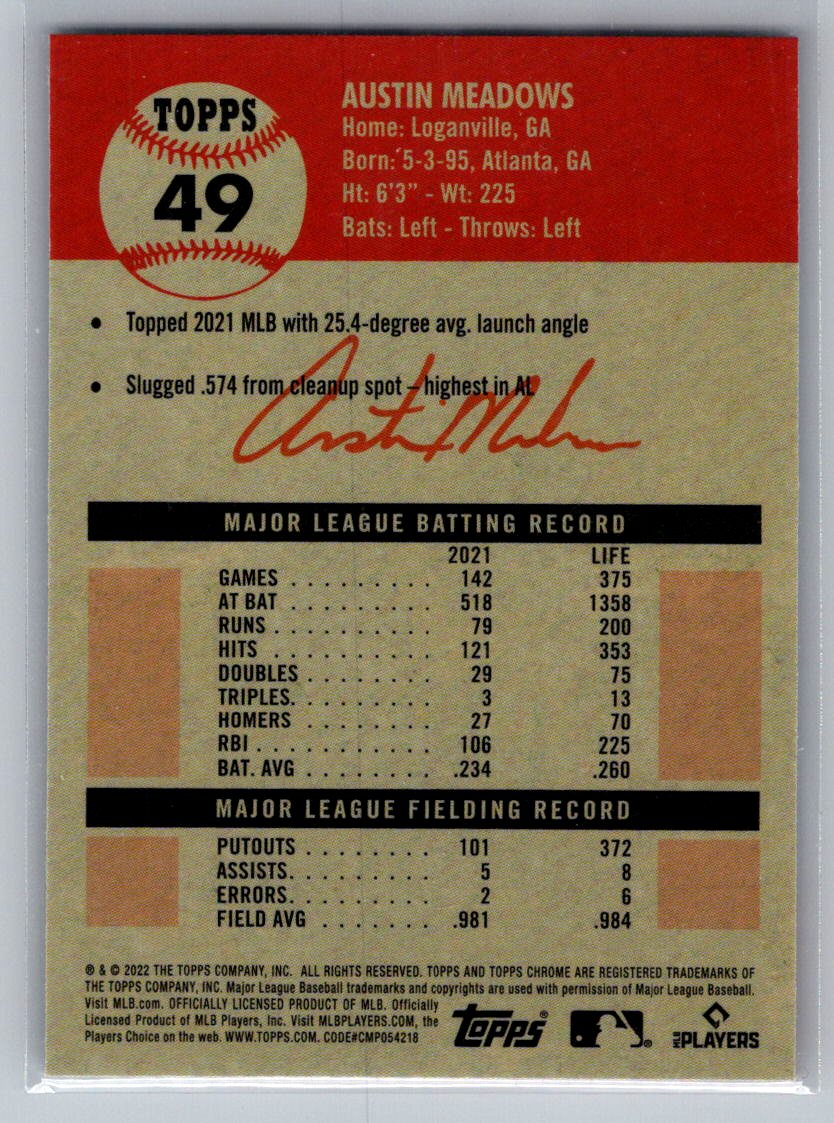 TOPPS
49
AUSTIN MEADOWS
Home: Loganville, GA
Born: 5-3-95, Atlanta, GA
Ht: 6'3" - Wt: 225
Bats: Left - Throws: Left
• Topped 2021 MLB with 25.4-degree avg. launch angle
• Slugged .574 from cleanup spot – highest in AL
Austin Meadows
MAJOR LEAGUE BATTING RECORD
2021 LIFE
GAMES . . . . . . . . . 142 375
AT BAT . . . . . . . . . 518 1358
RUNS . . . . . . . . . . 79 200
HITS . . . . . . . . . . 121 353
DOUBLES . . . . . . . . 29 75
TRIPLES. . . . . . . . . 3 13
HOMERS . . . . . . . 27 70
RBI . . . . . . . . . . . 106 225
BAT. AVG . . . . . . . . .234 .260
MAJOR LEAGUE FIELDING RECORD
PUTOUTS . . . . . . . . 101 372
ASSISTS. . . . . . . . . 5 8
ERRORS. . . . . . . . . 2 6
FIELD AVG . . . . . . . .981 .984
® & © 2022 THE TOPPS COMPANY, INC. ALL RIGHTS RESERVED. TOPPS AND TOPPS CHROME ARE REGISTERED TRADEMARKS OF
THE TOPPS COMPANY, INC. Major League Baseball trademarks and copyrights are used with permission of Major League Baseball.
Visit MLB.com. OFFICIALLY LICENSED PRODUCT OF MLB. Officially
Licensed Product of MLB Players, Inc. Visit MLBPLAYERS.COM, the
Players Choice on the web. WWW.TOPPS.COM. CODE#CMP054218
topps®
®
MLB PLAYERS